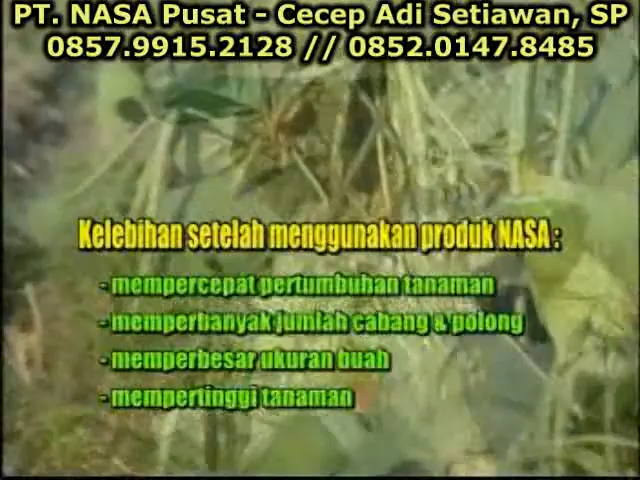 PT. NASA Pusat - Cecep Adi Setiawan, SP
0857.9915.2128 // 0852.0147.8485
Kelebihan setelah menggunakan produk NASA :
- mempercepat pertumbuhan tanaman
- memperbanyak jumlah cabang & polong
- memperbesar ukuran buah
- mempertinggi tanaman